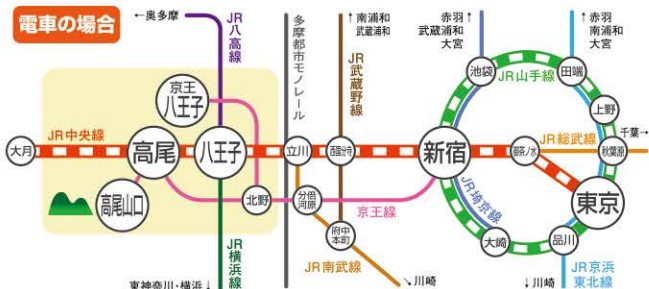 電車の場合
←奥多摩
JR八高線
多摩都市モノレール
↑南浦和
武蔵浦和
JR武蔵野線
赤羽↑
武蔵浦和
大宮
↑赤羽
南浦和
大宮
京王
八王子
池袋
JR山手線
田端
上野
千葉→
JR中央線
大月
高尾
八王子
立川
西国分寺
新宿
御茶ノ水
JR総武線
秋葉原
高尾山口
北野
分倍
河原
京王線
JR埼京線
東京
府中
本町
大崎
品川
JR横浜線
東神奈川・横浜↓
JR南武線
↘川崎
↓川崎
JR京浜
東北線